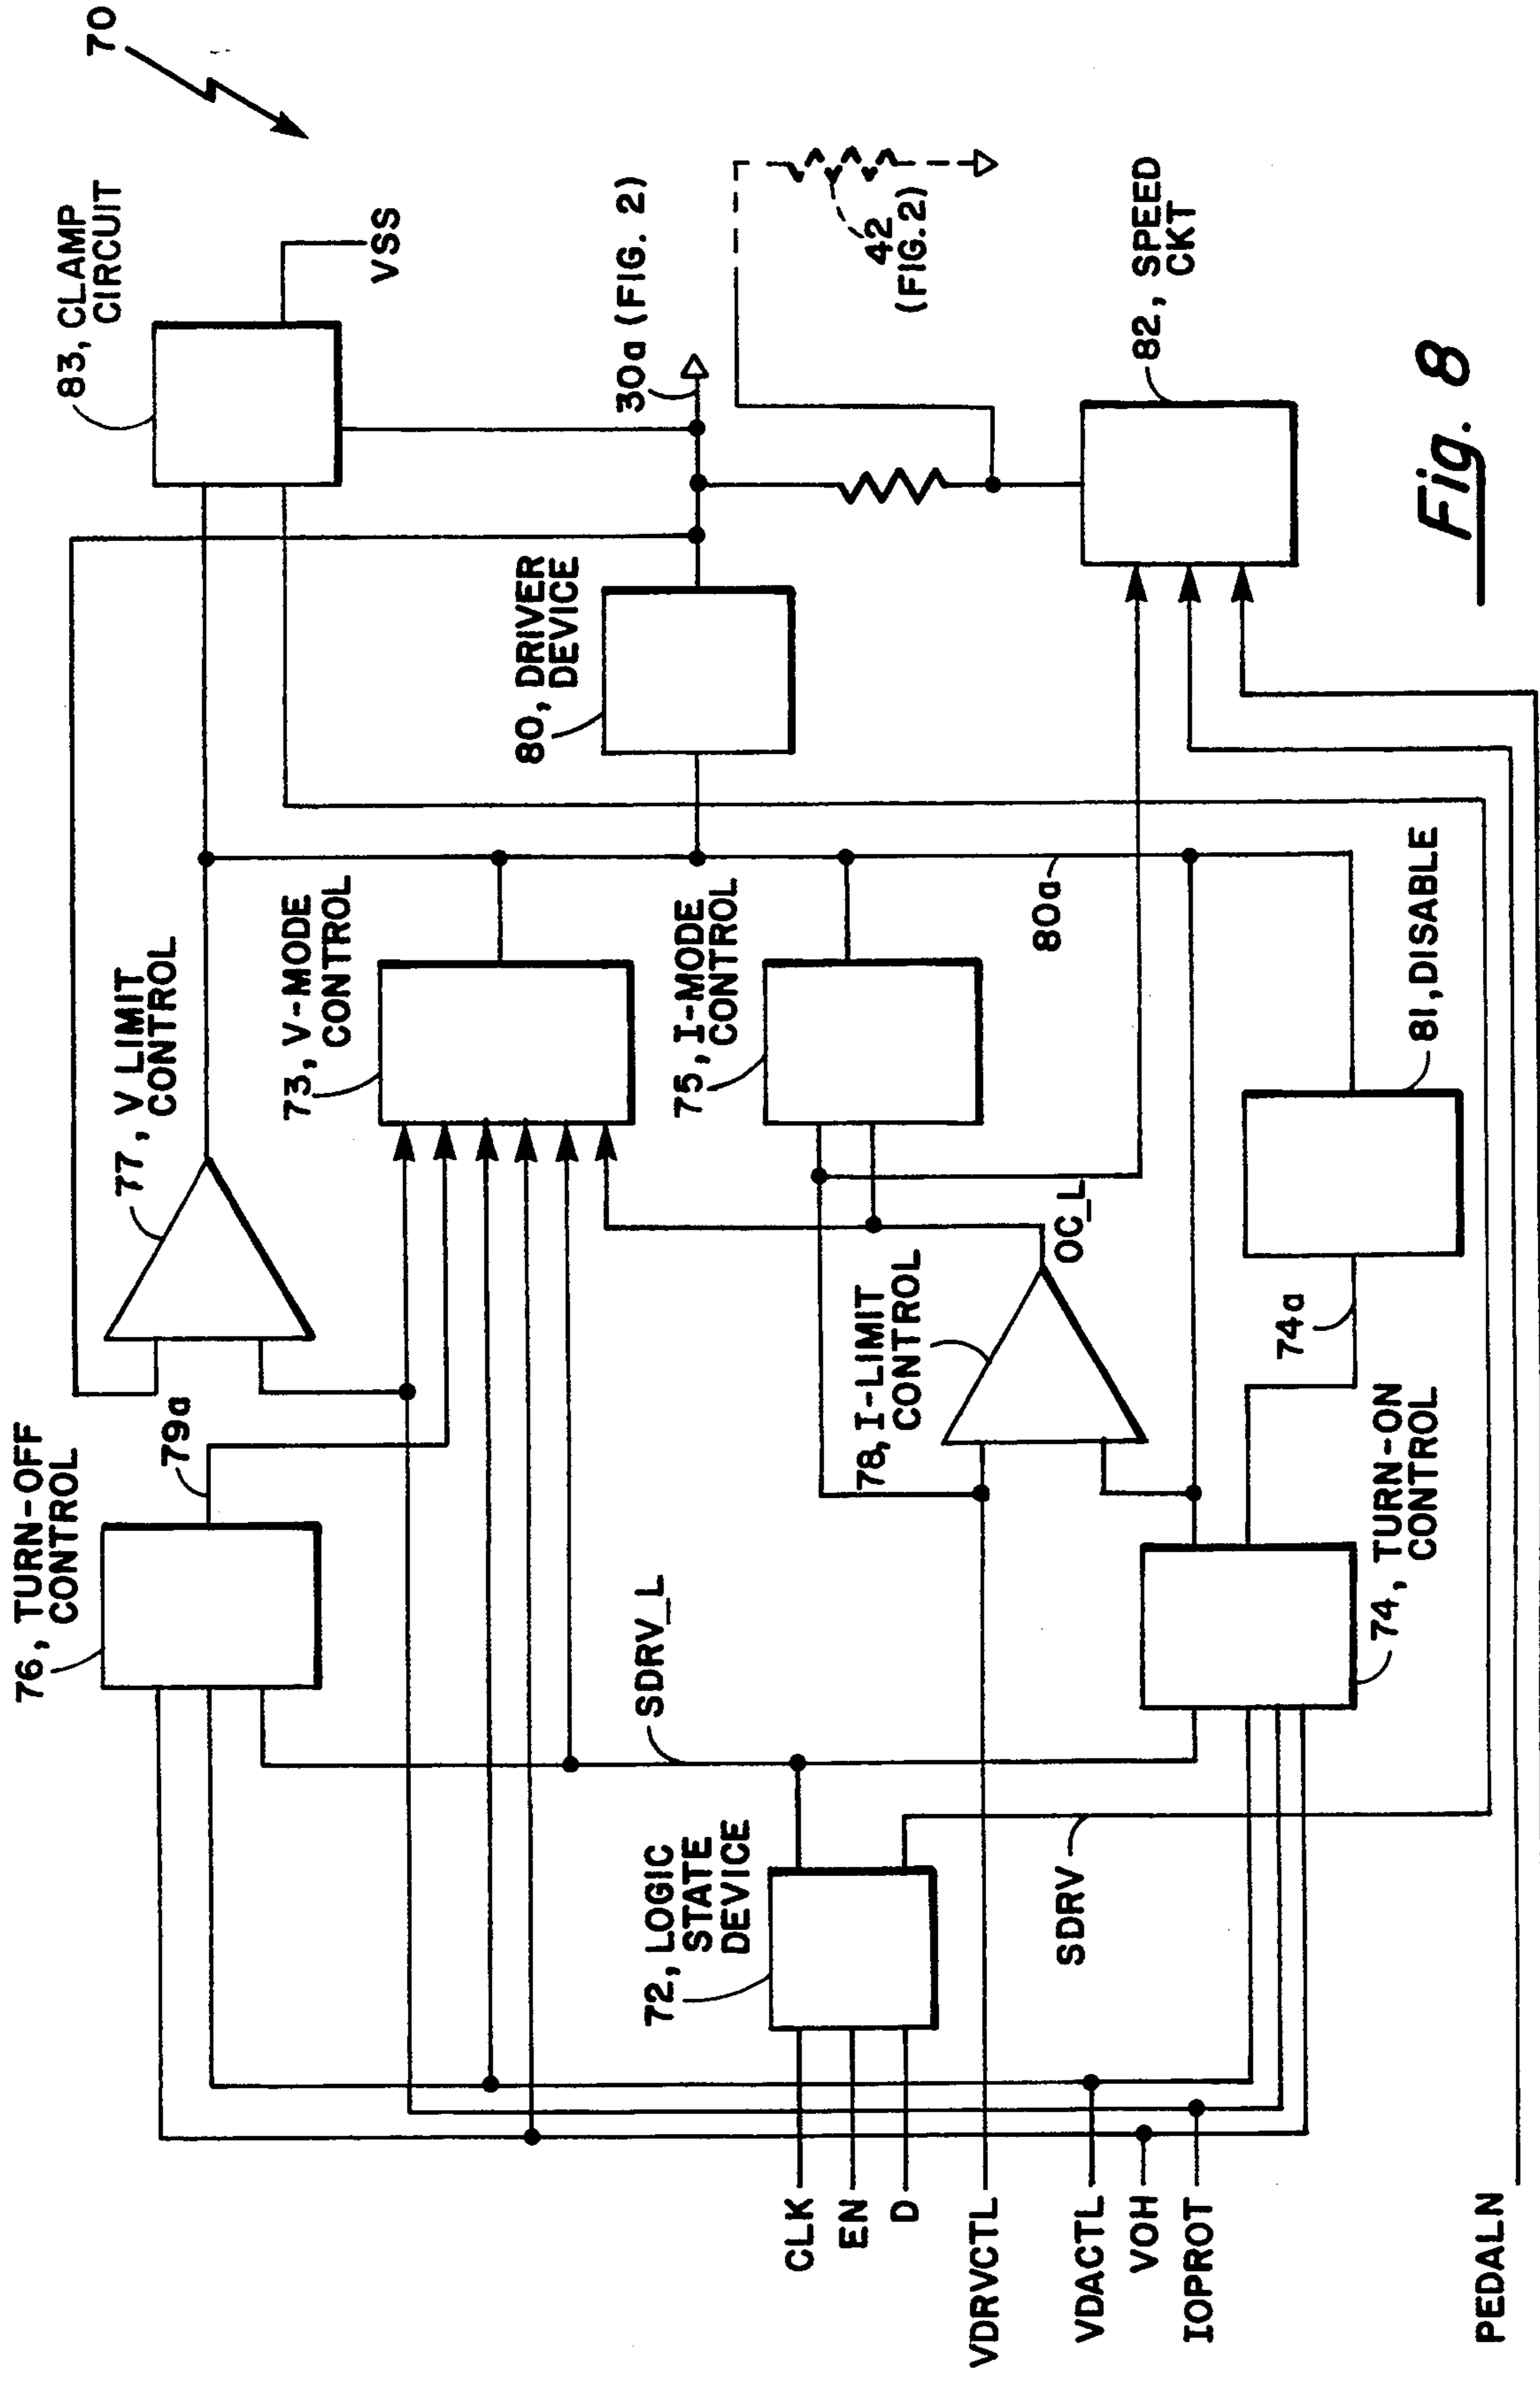 70
76, TURN-OFF
CONTROL
79a
77, V LIMIT
CONTROL
83, CLAMP
CIRCUIT
VSS
73, V-MODE
CONTROL
80, DRIVER
DEVICE
30a (FIG. 2)
SDRV_L
72, LOGIC
STATE
DEVICE
75, I-MODE
CONTROL
42
(FIG. 2)
78, I-LIMIT
CONTROL
OC_L
80a
CLK
EN
D
VDRVCTL
SDRV
82, SPEED
CKT
VDACTL
VOH
IOPROT
74a
74, TURN-ON
CONTROL
81, DISABLE
PEDALN
Fig. 8